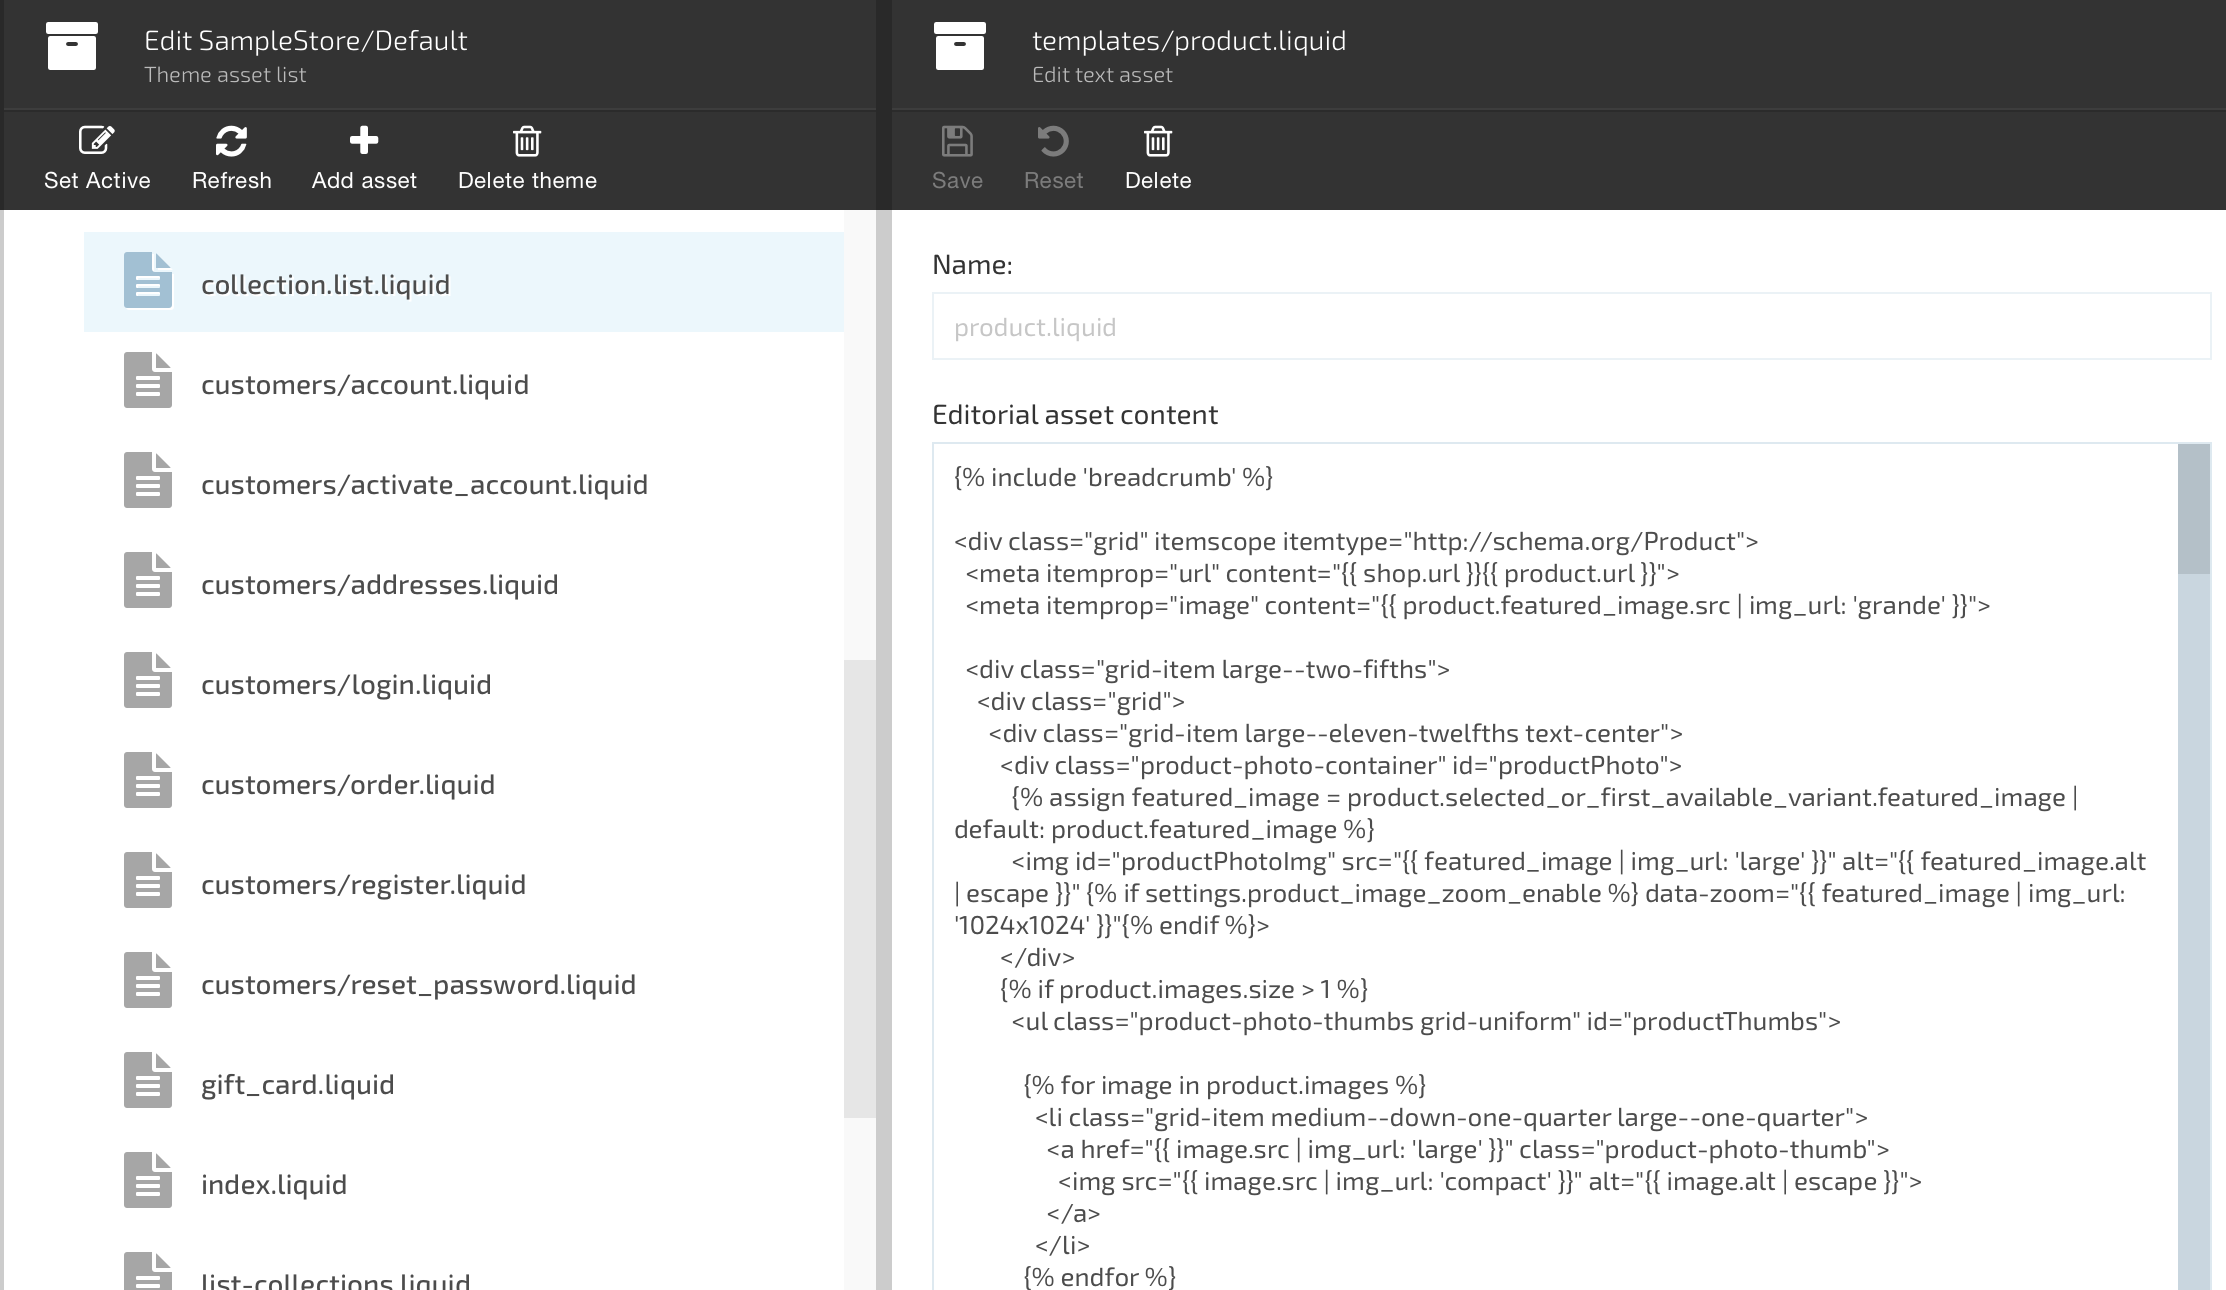 Edit SampleStore/Default
Theme asset list
Set Active
Refresh
Add asset
Delete theme
collection.list.liquid
customers/account.liquid
customers/activate_account.liquid
customers/addresses.liquid
customers/login.liquid
customers/order.liquid
customers/register.liquid
customers/reset_password.liquid
gift_card.liquid
index.liquid
list-collections.liquid
templates/product.liquid
Edit text asset
Save
Reset
Delete
Name:
product.liquid
Editorial asset content
{% include 'breadcrumb' %}
<div class="grid" itemscope itemtype="http://schema.org/Product">
<meta itemprop="url" content="{{ shop.url }}{{ product.url }}">
<meta itemprop="image" content="{{ product.featured_image.src | img_url: 'grande' }}">
<div class="grid-item large--two-fifths">
<div class="grid">
<div class="grid-item large--eleven-twelfths text-center">
<div class="product-photo-container" id="productPhoto">
{% assign featured_image = product.selected_or_first_available_variant.featured_image |
default: product.featured_image %}
<img id="productPhotoImg" src="{{ featured_image | img_url: 'large' }}" alt="{{ featured_image.alt
| escape }}" {% if settings.product_image_zoom_enable %} data-zoom="{{ featured_image | img_url:
'1024x1024' }}"{% endif %}>
</div>
{% if product.images.size > 1 %}
<ul class="product-photo-thumbs grid-uniform" id="productThumbs">
{% for image in product.images %}
<li class="grid-item medium--down-one-quarter large--one-quarter">
<a href="{{ image.src | img_url: 'large' }}" class="product-photo-thumb">
<img src="{{ image.src | img_url: 'compact' }}" alt="{{ image.alt | escape }}">
</a>
</li>
{% endfor %}